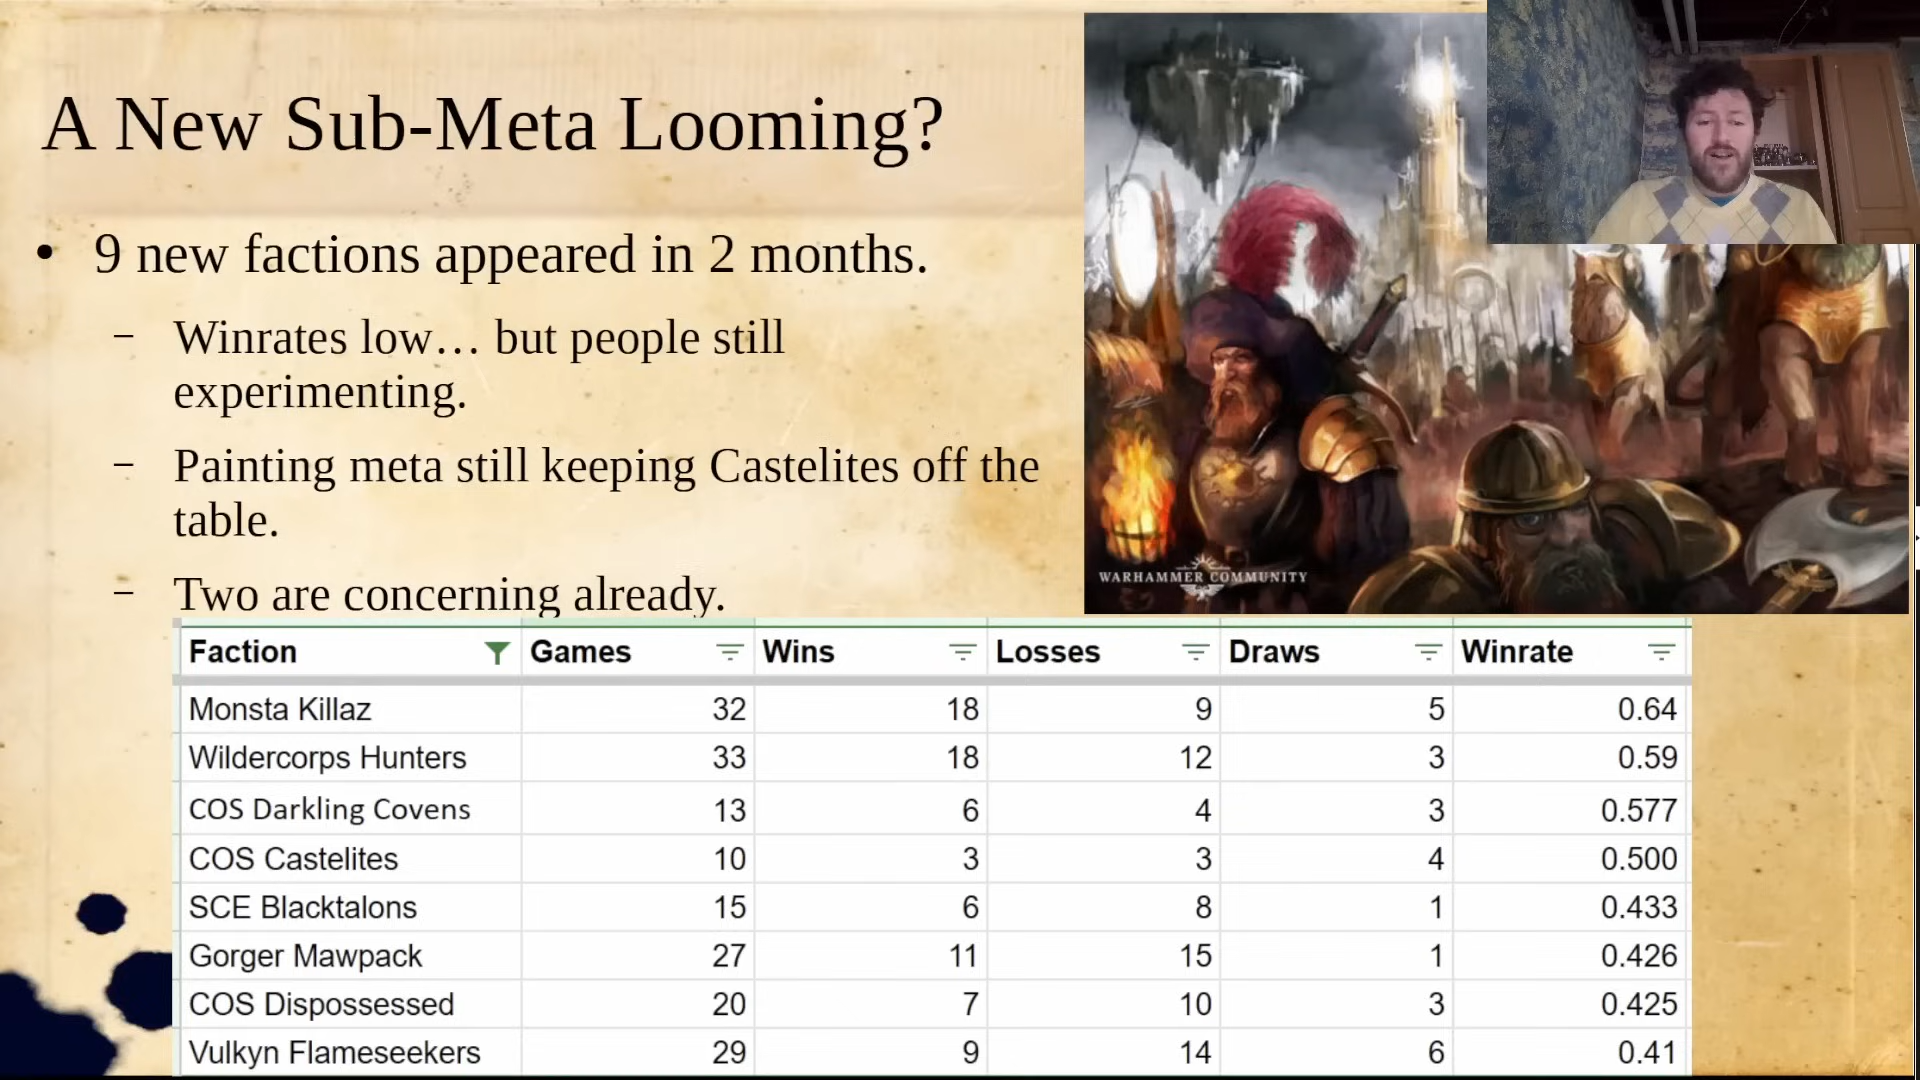 A New Sub-Meta Looming?
• 9 new factions appeared in 2 months.
– Winrates low… but people still
experimenting.
– Painting meta still keeping Castelites off the
table.
– Two are concerning already.
WARHAMMER COMMUNITY
Faction Games Wins Losses Draws Winrate
Monsta Killaz 32 18 9 5 0.64
Wildercorps Hunters 33 18 12 3 0.59
COS Darkling Covens 13 6 4 3 0.577
COS Castelites 10 3 3 4 0.500
SCE Blacktalons 15 6 8 1 0.433
Gorger Mawpack 27 11 15 1 0.426
COS Dispossessed 20 7 10 3 0.425
Vulkyn Flameseekers 29 9 14 6 0.41